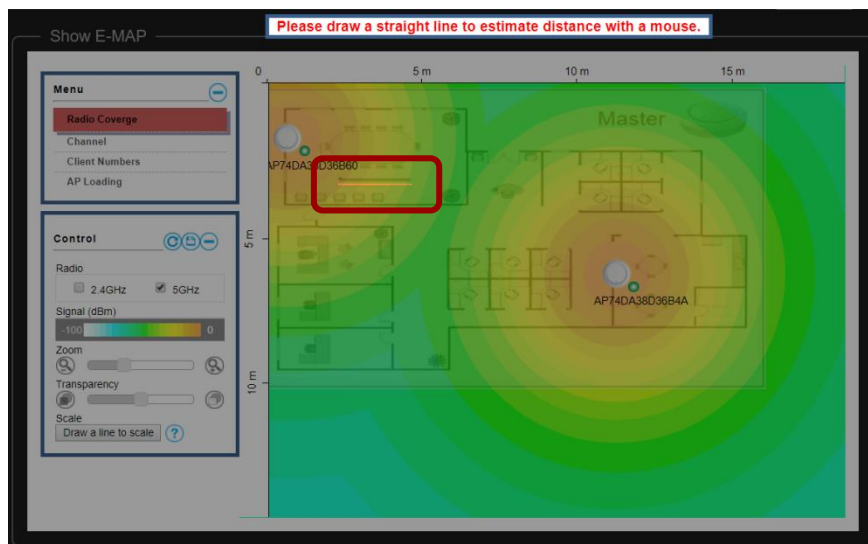 Please draw a straight line to estimate distance with a mouse.
Show E-MAP
Menu
Radio Coverge
Channel
Client Numbers
AP Loading
Control
Radio
2.4GHz
5GHz
Signal (dBm)
-100
0
Zoom
Transparency
Scale
Draw a line to scale
?
0
5 m
10 m
15 m
5 m
10 m
Master
AP74DA38D36B60
AP74DA38D36B4A